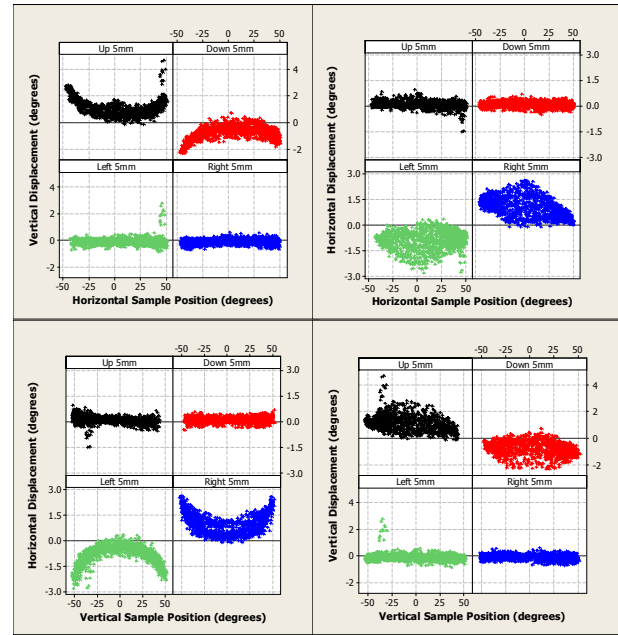 -50 -25 0 25 50
Up 5mm Down 5mm
4
2
0
-2
Left 5mm Right 5mm
4
2
0
-2
-50 -25 0 25 50
Vertical Displacement (degrees)
Horizontal Sample Position (degrees)
-50 -25 0 25 50
Up 5mm Down 5mm
3.0
1.5
0.0
-1.5
-3.0
Left 5mm Right 5mm
3.0
1.5
0.0
-1.5
-3.0
-50 -25 0 25 50
Horizontal Displacement (degrees)
Horizontal Sample Position (degrees)
-50 -25 0 25 50
Up 5mm Down 5mm
3.0
1.5
0.0
-1.5
-3.0
Left 5mm Right 5mm
3.0
1.5
0.0
-1.5
-3.0
-50 -25 0 25 50
Horizontal Displacement (degrees)
Vertical Sample Position (degrees)
-50 -25 0 25 50
Up 5mm Down 5mm
4
2
0
-2
Left 5mm Right 5mm
4
2
0
-2
-50 -25 0 25 50
Vertical Displacement (degrees)
Vertical Sample Position (degrees)